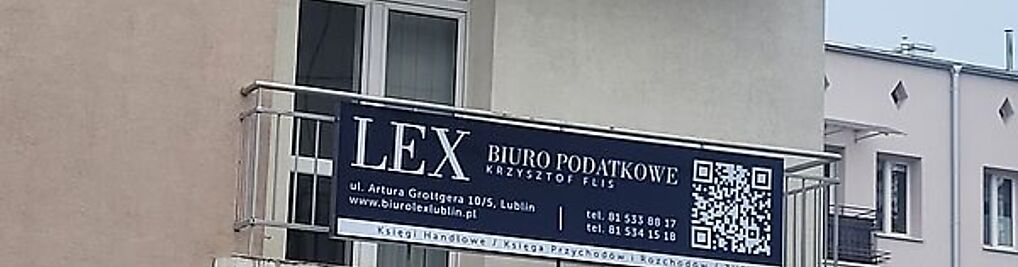 LEX
BIURO PODATKOWE
KRZYSZTOF FLIS
ul. Artura Grottgera 10/5, Lublin
www.biurolexlublin.pl
tel. 81 533 88 17
tel. 81 534 15 18
Księgi Handlowe / Księga Przychodów i Rozchodów /